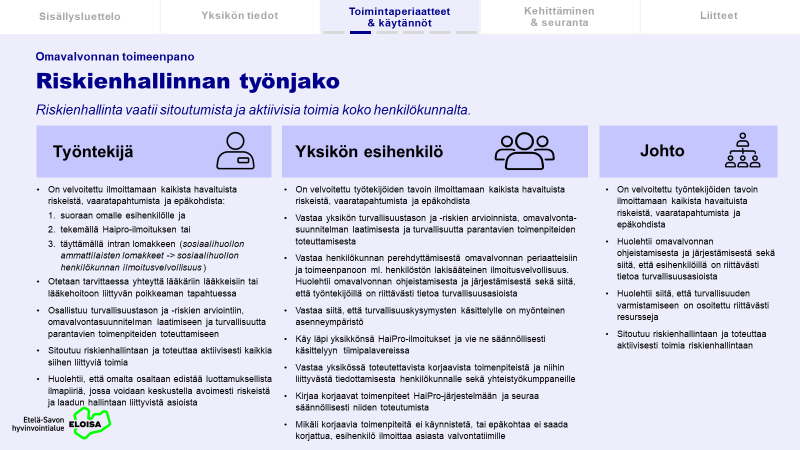 Sisällysluettelo
Yksikön tiedot
Toimintaperiaatteet
& käytännöt
Kehittäminen
& seuranta
Liitteet
Omavalvonnan toimeenpano
Riskienhallinnan työnjako
Riskienhallinta vaatii sitoutumista ja aktiivisia toimia koko henkilökunnalta.
Työntekijä
• On velvoitettu ilmoittamaan kaikista havaituista
riskeistä, vaaratapahtumista ja epäkohdista:
1. suoraan omalle esihenkilölle ja
2. tekemällä Haipro-ilmoituksen tai
3. täyttämällä intran lomakkeen (sosiaalihuollon
ammattilaisten lomakkeet -> sosiaalihuollon
henkilökunnan ilmoitusvelvollisuus)
• Otetaan tarvittaessa yhteyttä lääkäriin lääkkeisiin tai
lääkehoitoon liittyvän poikkeaman tapahtuessa
• Osallistuu turvallisuustason ja -riskien arviointiin,
omavalvontasuunnitelman laatimiseen ja turvallisuutta
parantavien toimenpiteiden toteuttamiseen
• Sitoutuu riskienhallintaan ja toteuttaa aktiivisesti kaikkia
siihen liittyviä toimia
• Huolehtii, että omalta osaltaan edistää luottamuksellista
ilmapiiriä, jossa voidaan keskustella avoimesti riskeistä
ja laadun hallintaan liittyvistä asioista
Yksikön esihenkilö
• On velvoitettu työtekijöiden tavoin ilmoittamaan kaikista havaituista
riskeistä, vaaratapahtumista ja epäkohdista
• Vastaa yksikön turvallisuustason ja -riskien arvioinnista, omavalvonta-
suunnitelman laatimisesta ja turvallisuutta parantavien toimenpiteiden
toteuttamisesta
• Vastaa henkilökunnan perehdyttämisestä omavalvonnan periaatteisiin
ja toimeenpanoon ml. henkilöstön lakisääteinen ilmoitusvelvollisuus.
Huolehtii omavalvonnan ohjeistamisesta ja järjestämisestä sekä siitä,
että työntekijöillä on riittävästi tietoa turvallisuusasioista
• Vastaa siitä, että turvallisuuskysymysten käsittelylle on myönteinen
asenneympäristö
• Käy läpi yksikkönsä HaiPro-ilmoitukset ja vie ne säännöllisesti
käsittelyyn tiimipalavereissa
• Vastaa yksikössä toteutettavista korjaavista toimenpiteistä ja niihin
liittyvästä tiedottamisesta henkilökunnalle sekä yhteistyökumppaneille
• Kirjaa korjaavat toimenpiteet HaiPro-järjestelmään ja seuraa
säännöllisesti niiden toteutumista
• Mikäli korjaavia toimenpiteitä ei käynnistetä, tai epäkohtaa ei saada
korjattua, esihenkilö ilmoittaa asiasta valvontatiimille
Johto
• On velvoitettu työntekijöiden tavoin
ilmoittamaan kaikista havaituista
riskeistä, vaaratapahtumista ja
epäkohdista
• Huolehtii omavalvonnan
ohjeistamisesta ja järjestämisestä sekä
siitä, että esihenkilöillä on riittävästi
tietoa turvallisuusasioista
• Huolehtii siitä, että turvallisuuden
varmistamiseen on osoitettu riittävästi
resursseja
• Sitoutuu riskienhallintaan ja toteuttaa
aktiivisesti toimia riskienhallintaan
Etelä-Savon
hyvinvointialue
ELOISA